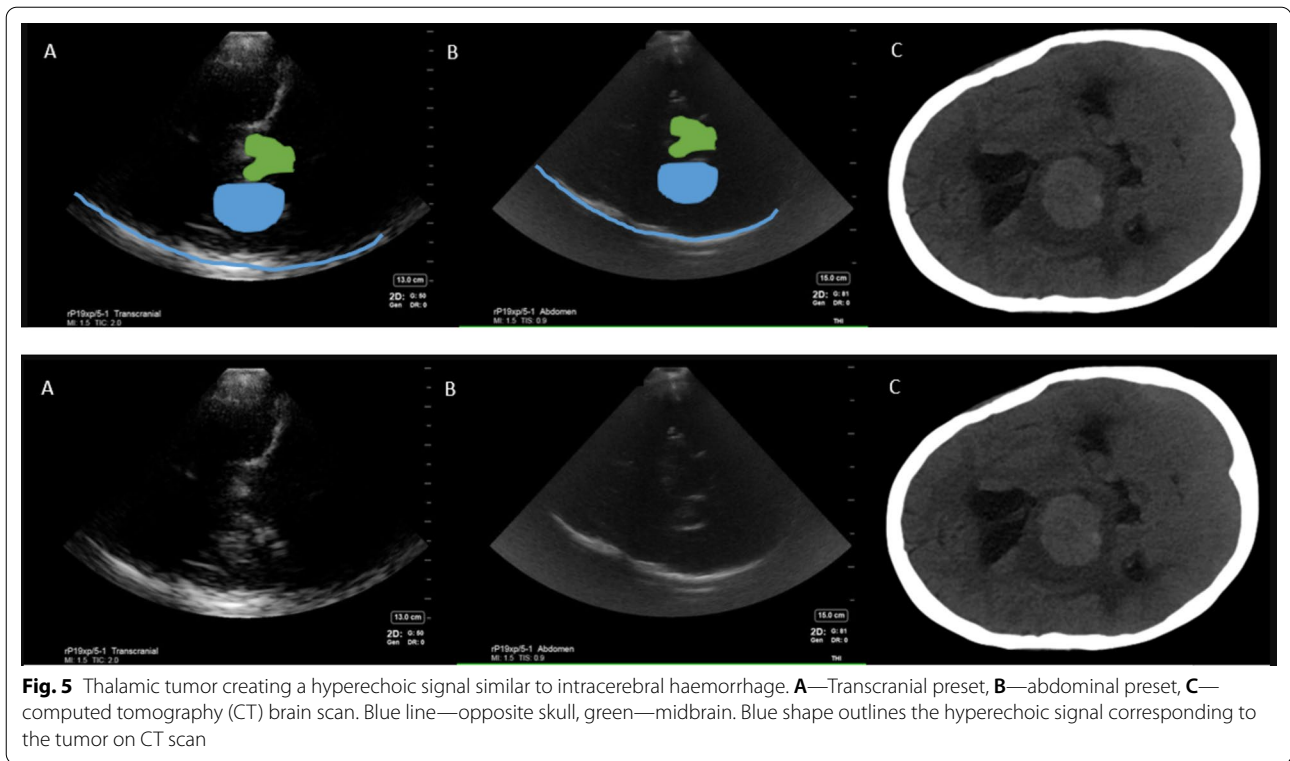 A
B
C
13.0 cm
2D: G: 50
Gen DR: 0
rP19xp/5-1 Transcranial
MI: 1.5 TIC: 2.0
15.0 cm
2D: G: 81
Gen DR: 0
rP19xp/5-1 Abdomen
MI: 1.5 TIS: 0.9
THI
A
B
C
13.0 cm
2D: G: 50
Gen DR: 0
rP19xp/5-1 Transcranial
MI: 1.5 TIC: 2.0
15.0 cm
2D: G: 81
Gen DR: 0
rP19xp/5-1 Abdomen
MI: 1.5 TIS: 0.9
THI
Fig. 5 Thalamic tumor creating a hyperechoic signal similar to intracerebral haemorrhage. A—Transcranial preset, B—abdominal preset, C—
computed tomography (CT) brain scan. Blue line—opposite skull, green—midbrain. Blue shape outlines the hyperechoic signal corresponding to
the tumor on CT scan